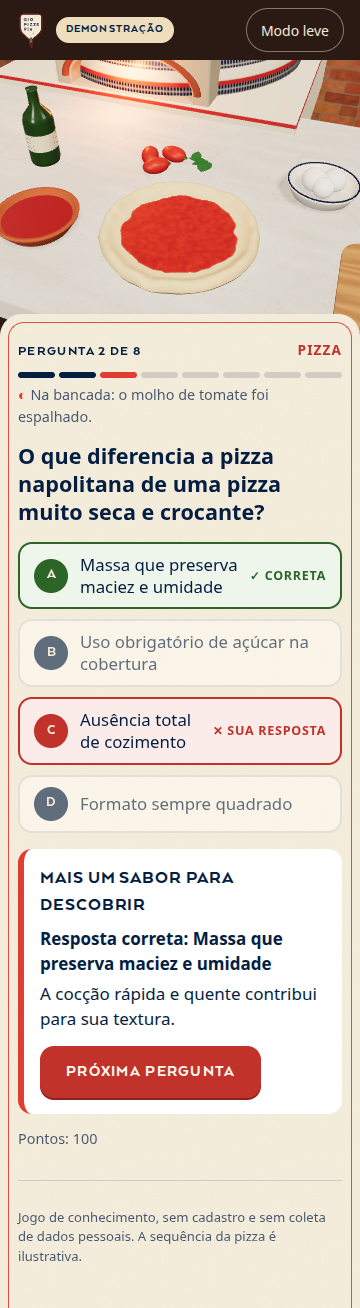 GIO
PIZZE
RIA
DEMONSTRAÇÃO
Modo leve
PERGUNTA 2 DE 8
PIZZA
Na bancada: o molho de tomate foi
espalhado.
O que diferencia a pizza
napolitana de uma pizza
muito seca e crocante?
A
Massa que preserva
maciez e umidade
✓ CORRETA
B
Uso obrigatório de açúcar na
cobertura
C
Ausência total
de cozimento
✕ SUA RESPOSTA
D
Formato sempre quadrado
MAIS UM SABOR PARA
DESCOBRIR
Resposta correta: Massa que
preserva maciez e umidade
A cocção rápida e quente contribui
para sua textura.
PRÓXIMA PERGUNTA
Pontos: 100
Jogo de conhecimento, sem cadastro e sem coleta
de dados pessoais. A sequência da pizza é
ilustrativa.